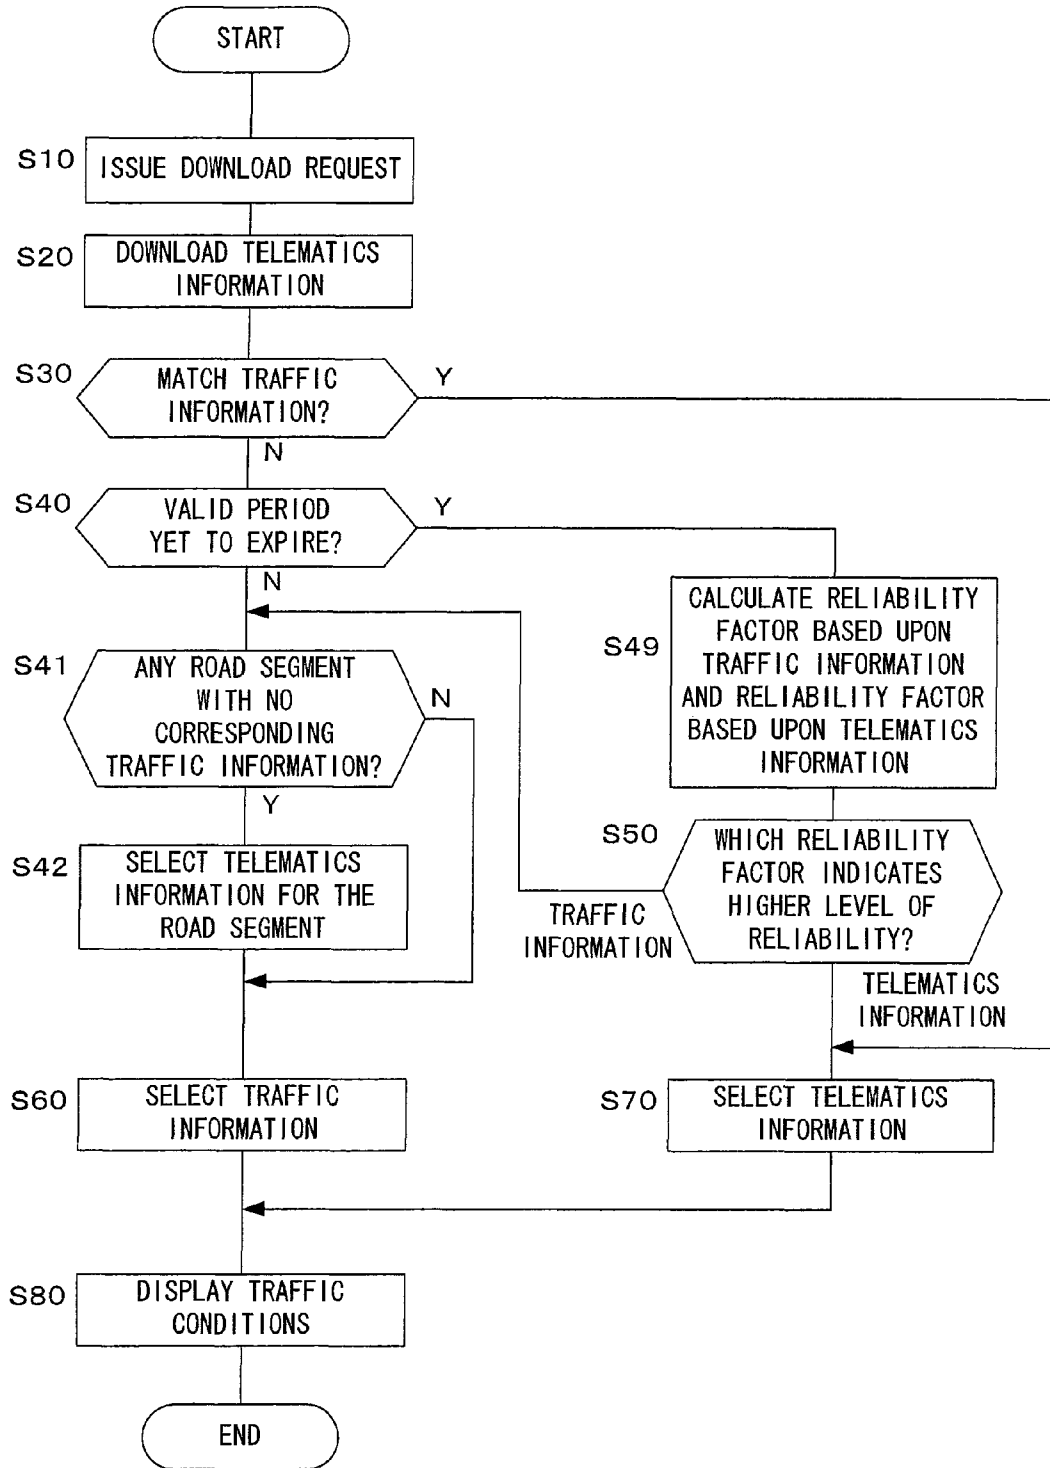 START
S10
ISSUE DOWNLOAD REQUEST
S20
DOWNLOAD TELEMATICS
INFORMATION
S30
MATCH TRAFFIC
INFORMATION?
Y
N
S40
VALID PERIOD
YET TO EXPIRE?
Y
N
S49
CALCULATE RELIABILITY
FACTOR BASED UPON
TRAFFIC INFORMATION
AND RELIABILITY FACTOR
BASED UPON TELEMATICS
INFORMATION
S41
ANY ROAD SEGMENT
WITH NO
CORRESPONDING
TRAFFIC INFORMATION?
N
Y
S50
WHICH RELIABILITY
FACTOR INDICATES
HIGHER LEVEL OF
RELIABILITY?
TRAFFIC
INFORMATION
TELEMATICS
INFORMATION
S42
SELECT TELEMATICS
INFORMATION FOR THE
ROAD SEGMENT
S60
SELECT TRAFFIC
INFORMATION
S70
SELECT TELEMATICS
INFORMATION
S80
DISPLAY TRAFFIC
CONDITIONS
END